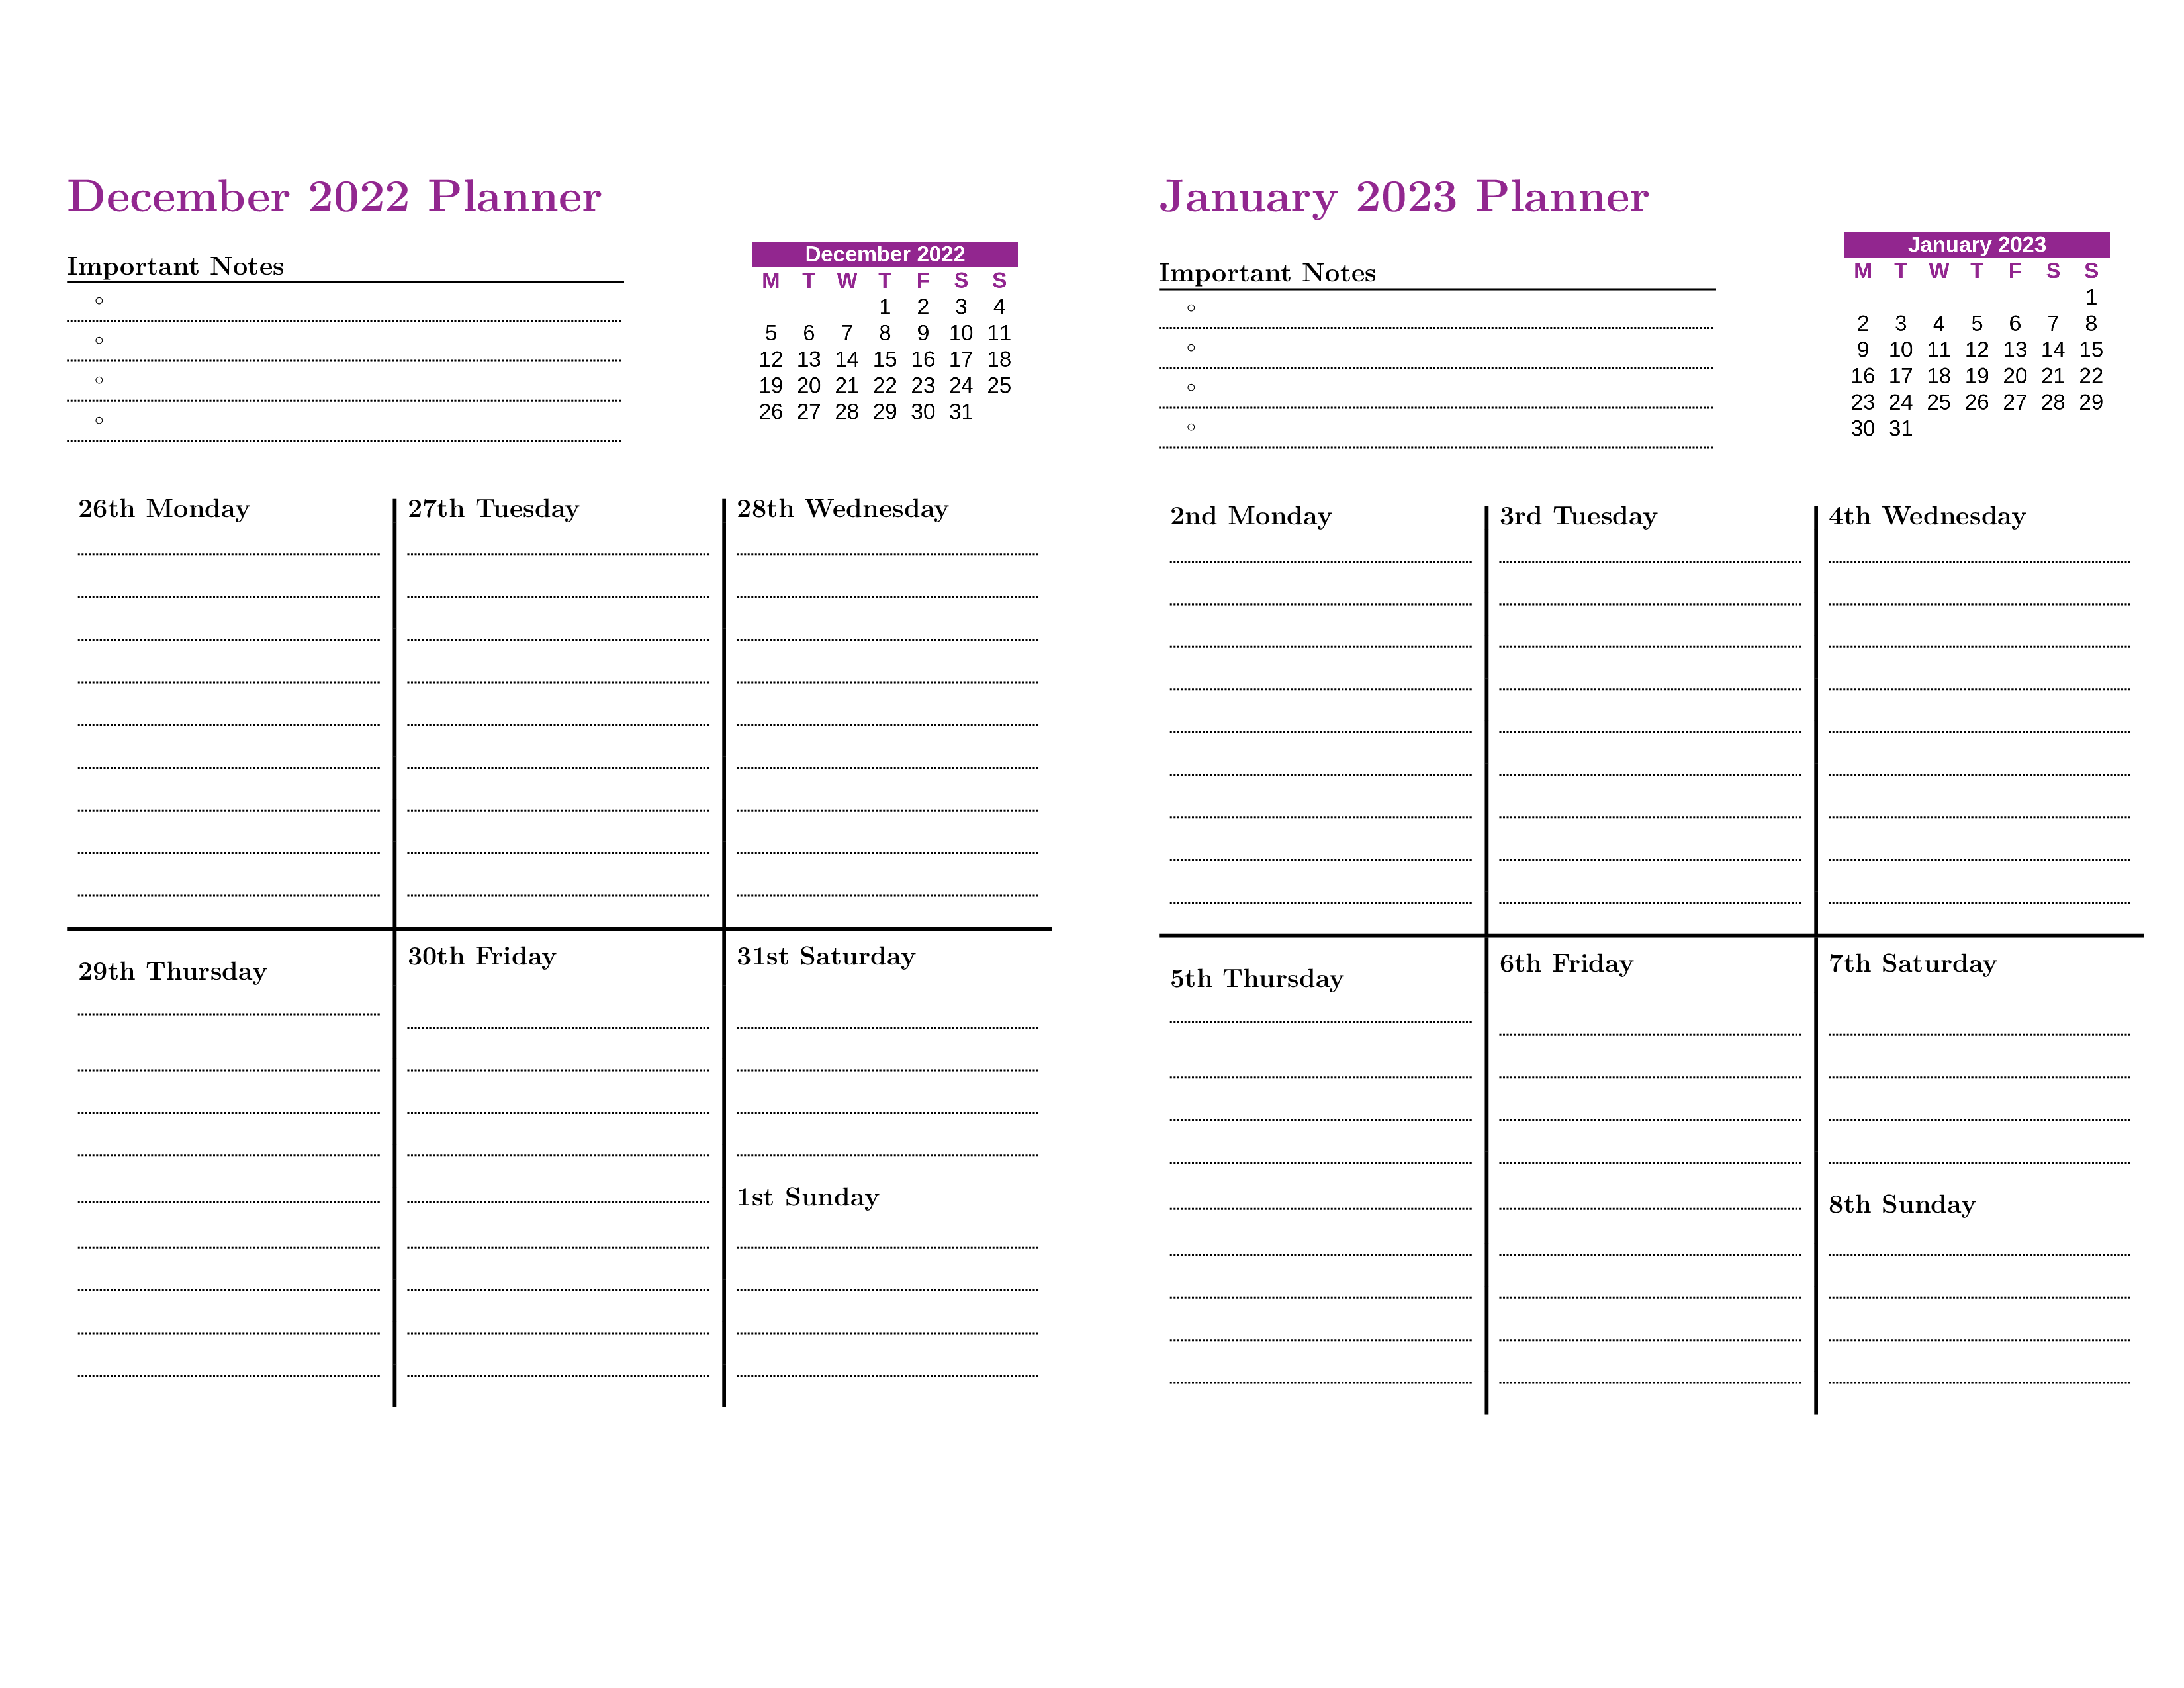 December 2022 Planner
Important Notes
December 2022
M T W T F S S
1 2 3 4
5 6 7 8 9 10 11
12 13 14 15 16 17 18
19 20 21 22 23 24 25
26 27 28 29 30 31
26th Monday
27th Tuesday
28th Wednesday
29th Thursday
30th Friday
31st Saturday
1st Sunday
January 2023 Planner
Important Notes
January 2023
M T W T F S S
1
2 3 4 5 6 7 8
9 10 11 12 13 14 15
16 17 18 19 20 21 22
23 24 25 26 27 28 29
30 31
2nd Monday
3rd Tuesday
4th Wednesday
5th Thursday
6th Friday
7th Saturday
8th Sunday